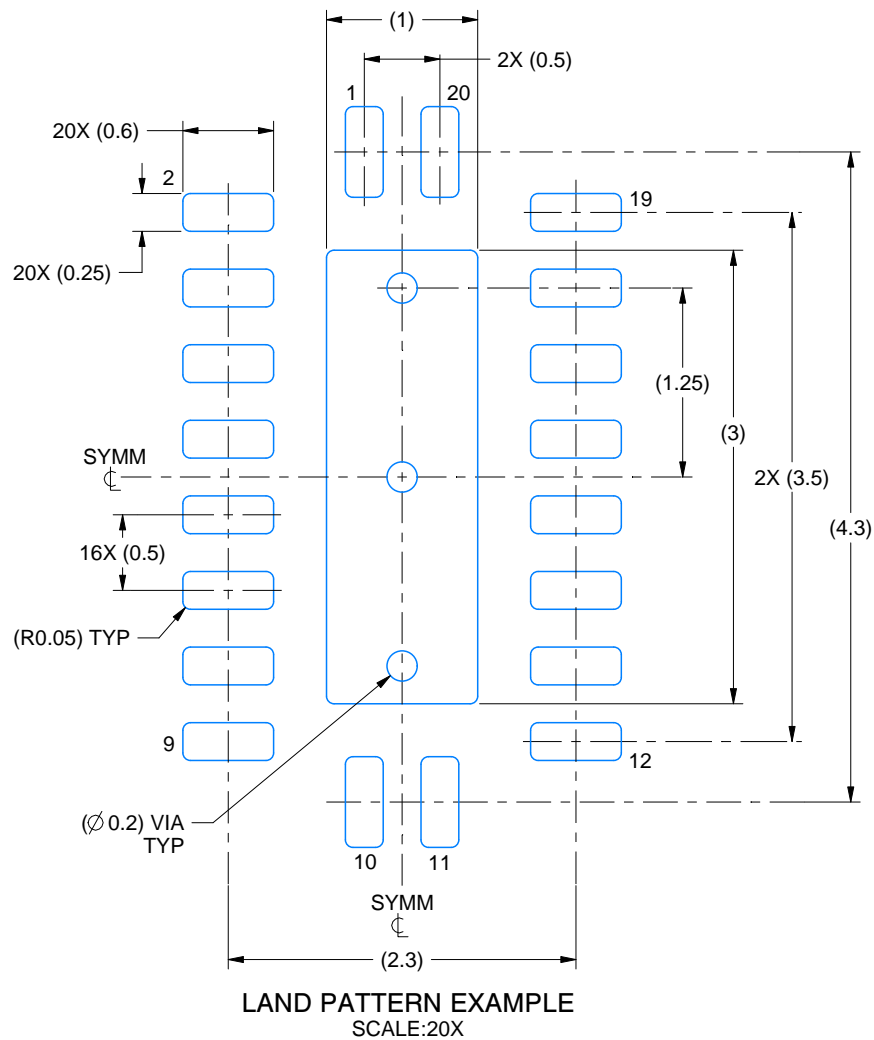 (1)
2X (0.5)
1
20
20X (0.6)
2
19
20X (0.25)
(1.25)
(3)
SYMM
℄
2X (3.5)
(4.3)
16X (0.5)
(R0.05) TYP
9
12
(∅ 0.2) VIA
TYP
10
11
SYMM
℄
(2.3)
LAND PATTERN EXAMPLE
SCALE:20X